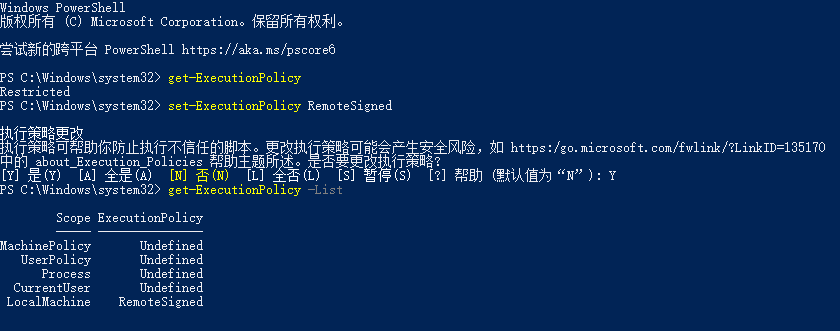 Windows PowerShell
版权所有 (C) Microsoft Corporation。保留所有权利。
尝试新的跨平台 PowerShell https://aka.ms/pscore6
PS C:\Windows\system32> get-ExecutionPolicy
Restricted
PS C:\Windows\system32> set-ExecutionPolicy RemoteSigned
执行策略更改
执行策略可帮助你防止执行不信任的脚本。更改执行策略可能会产生安全风险，如 https:/go.microsoft.com/fwlink/?LinkID=135170
中的 about_Execution_Policies 帮助主题所述。是否要更改执行策略?
[Y] 是(Y)  [A] 全是(A)  [N] 否(N)  [L] 全否(L)  [S] 暂停(S)  [?] 帮助 (默认值为“N”): Y
PS C:\Windows\system32> get-ExecutionPolicy -List
Scope ExecutionPolicy
----- ---------------
MachinePolicy Undefined
UserPolicy Undefined
Process Undefined
CurrentUser Undefined
LocalMachine RemoteSigned